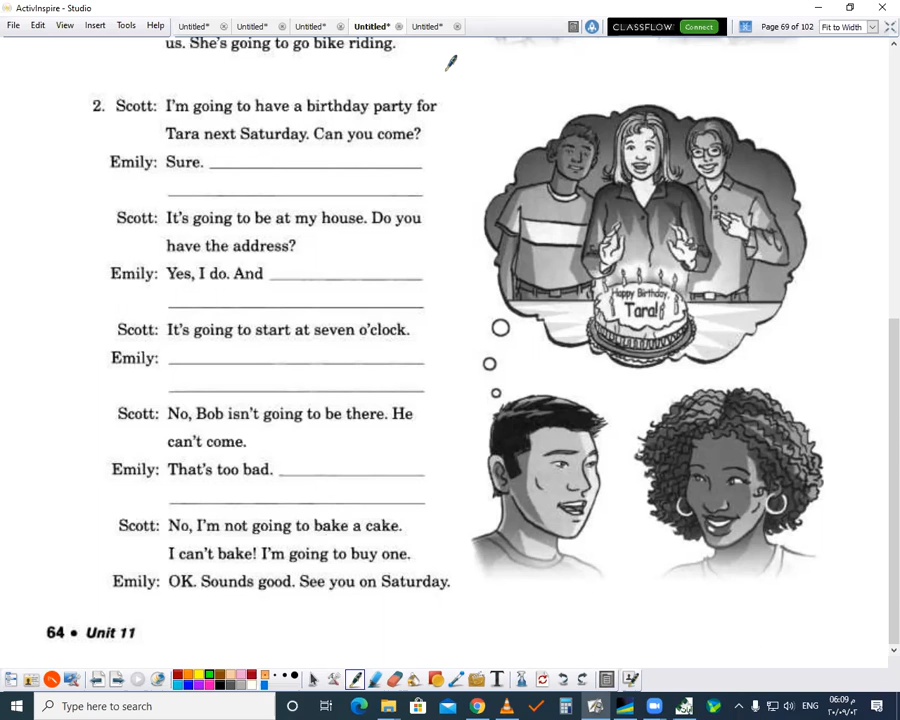 ActivInspire - Studio
File Edit View Insert Tools Help Untitled* Untitled* Untitled* Untitled* Untitled* CLASSFLOW Connect Page 69 of 102 Fit to Width
us. She's going to go bike riding.
2. Scott: I'm going to have a birthday party for
Tara next Saturday. Can you come?
Emily: Sure.
Scott: It's going to be at my house. Do you
have the address?
Emily: Yes, I do. And
Scott: It's going to start at seven o'clock.
Emily:
Scott: No, Bob isn't going to be there. He
can't come.
Emily: That's too bad.
Scott: No, I'm not going to bake a cake.
I can't bake! I'm going to buy one.
Emily: OK. Sounds good. See you on Saturday.
Happy Birthday,
Tara!
64 • Unit 11
Type here to search
06:09 م
٢٠/٠٩/٠٢